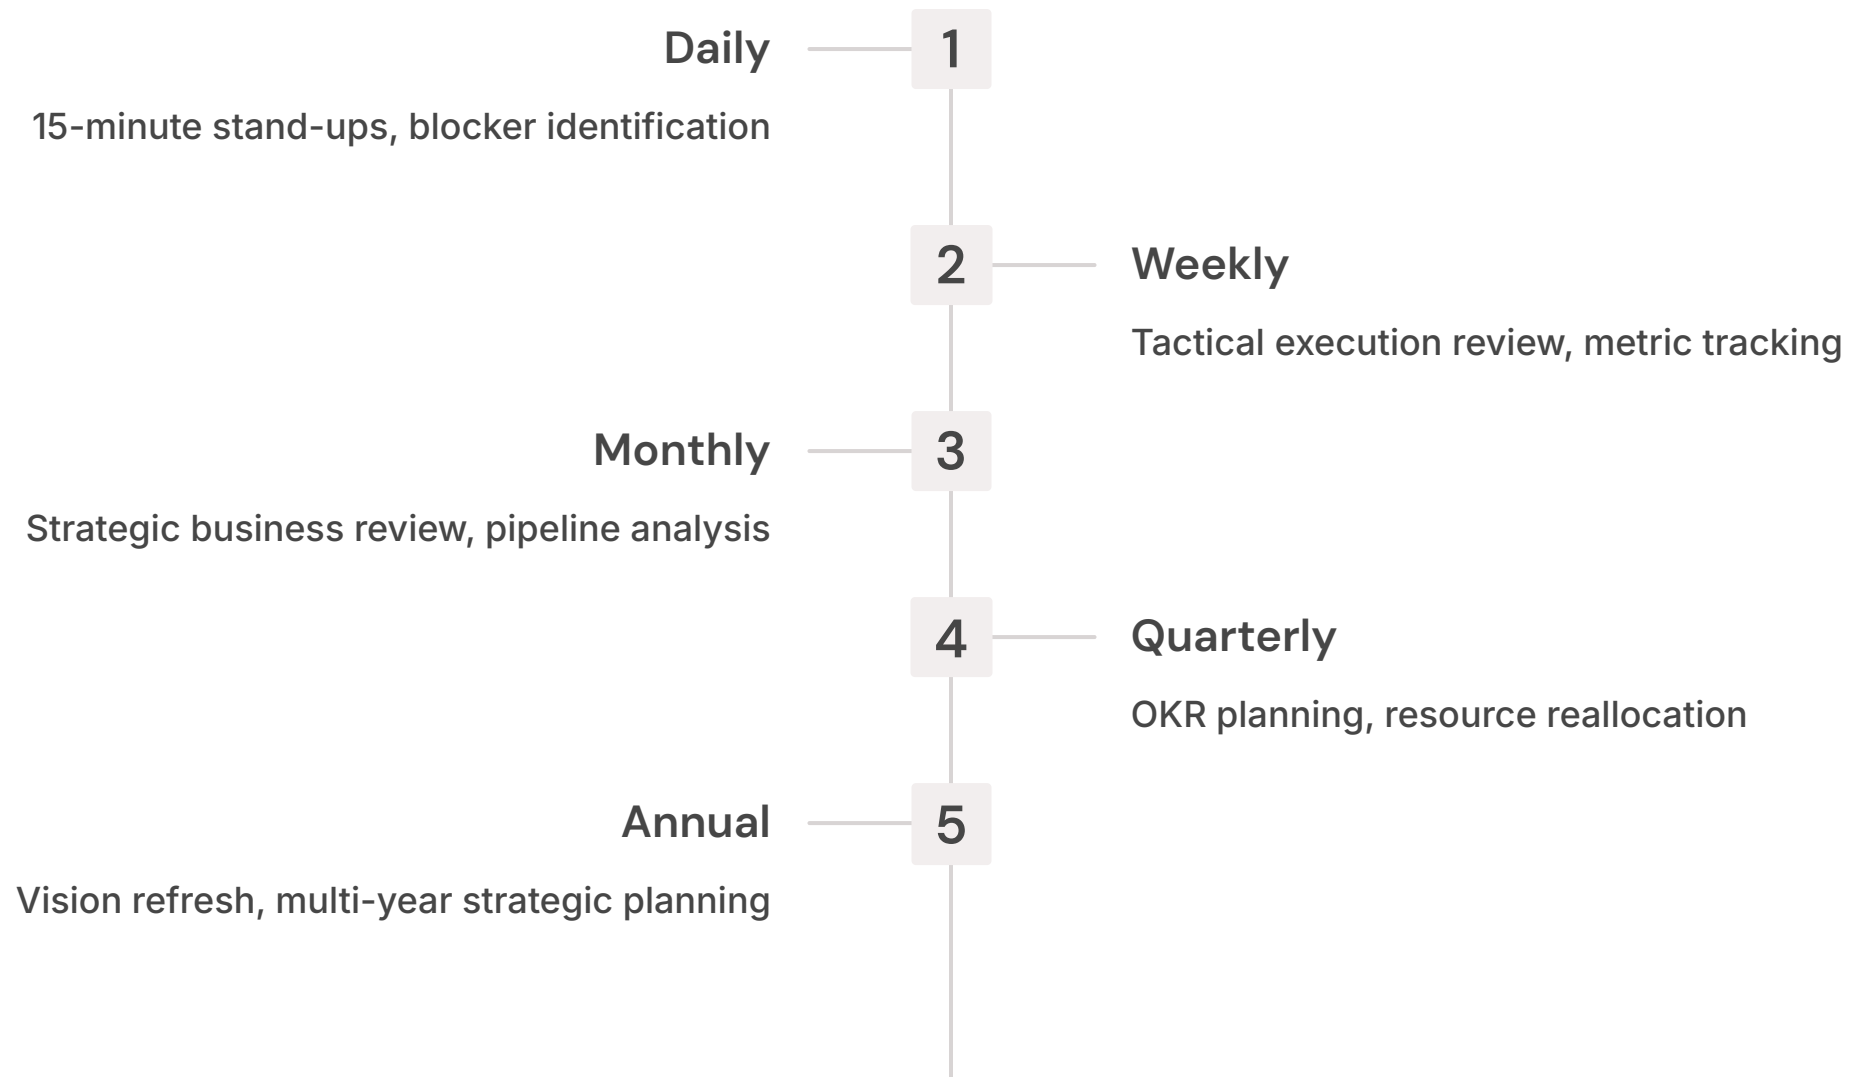 Daily
1
15-minute stand-ups, blocker identification
2
Weekly
Tactical execution review, metric tracking
Monthly
3
Strategic business review, pipeline analysis
4
Quarterly
OKR planning, resource reallocation
Annual
5
Vision refresh, multi-year strategic planning